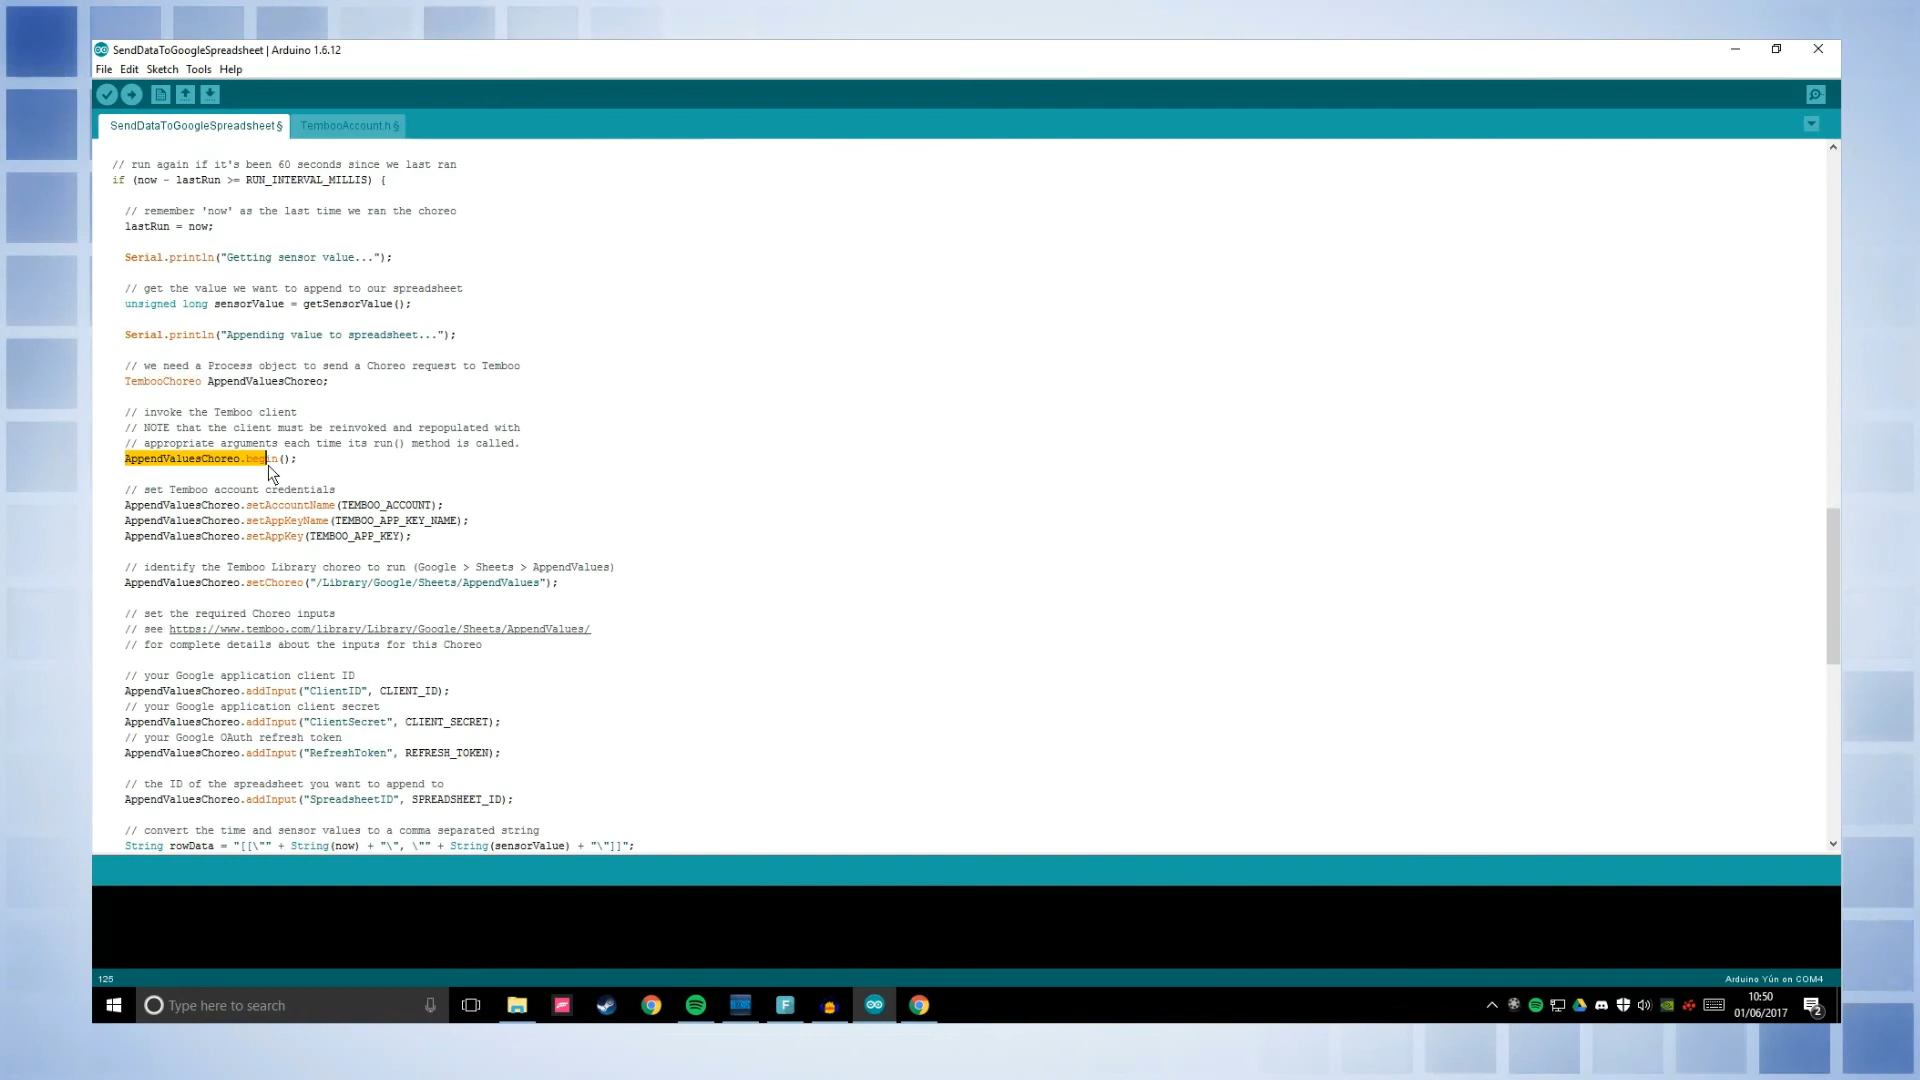 SendDataToGoogleSpreadsheet | Arduino 1.6.12
File Edit Sketch Tools Help
SendDataToGoogleSpreadsheet § TembooAccount.h §
// run again if it's been 60 seconds since we last ran
if (now - lastRun >= RUN_INTERVAL_MILLIS) {
// remember 'now' as the last time we ran the choreo
lastRun = now;
Serial.println("Getting sensor value...");
// get the value we want to append to our spreadsheet
unsigned long sensorValue = getSensorValue();
Serial.println("Appending value to spreadsheet...");
// we need a Process object to send a Choreo request to Temboo
TembooChoreo AppendValuesChoreo;
// invoke the Temboo client
// NOTE that the client must be reinvoked and repopulated with
// appropriate arguments each time its run() method is called.
AppendValuesChoreo.begin();
// set Temboo account credentials
AppendValuesChoreo.setAccountName(TEMBOO_ACCOUNT);
AppendValuesChoreo.setAppKeyName(TEMBOO_APP_KEY_NAME);
AppendValuesChoreo.setAppKey(TEMBOO_APP_KEY);
// identify the Temboo Library choreo to run (Google > Sheets > AppendValues)
AppendValuesChoreo.setChoreo("/Library/Google/Sheets/AppendValues");
// set the required Choreo inputs
// see https://www.temboo.com/library/Library/Google/Sheets/AppendValues/
// for complete details about the inputs for this Choreo
// your Google application client ID
AppendValuesChoreo.addInput("ClientID", CLIENT_ID);
// your Google application client secret
AppendValuesChoreo.addInput("ClientSecret", CLIENT_SECRET);
// your Google OAuth refresh token
AppendValuesChoreo.addInput("RefreshToken", REFRESH_TOKEN);
// the ID of the spreadsheet you want to append to
AppendValuesChoreo.addInput("SpreadsheetID", SPREADSHEET_ID);
// convert the time and sensor values to a comma separated string
String rowData = "[[\"" + String(now) + "\", \"" + String(sensorValue) + "\"]]";
125 Arduino Yún on COM4
Type here to search
10:50
01/06/2017
2